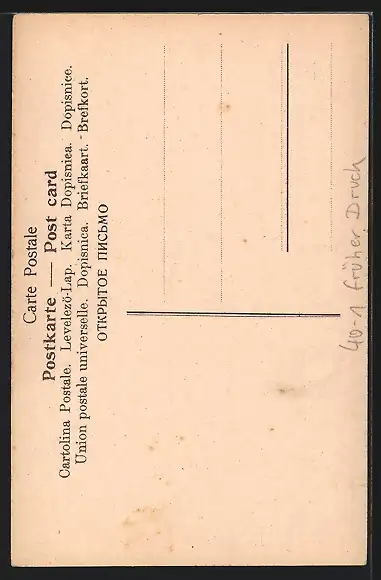 Carte Postale
Postkarte — Post card
Cartolina Postale. Levelező-Lap. Karta Dopisniea. Dopisnice.
Union postale universelle. Dopisnica. Briefkaart. - Brefkort.
ОТКРЫТОЕ ПИСЬМО
40-1 früher Druck